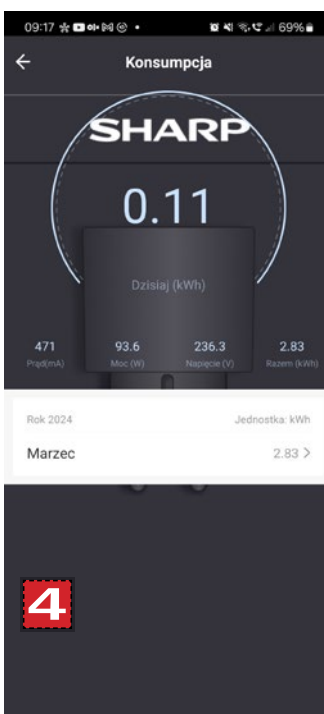 09:17 69%
Konsumpcja
SHARP
0.11
Dzisiaj (kWh)
471 93.6 236.3 2.83
Prąd(mA) Moc (W) Napięcie (V) Razem (kWh)
Rok 2024 Jednostka: kWh
Marzec 2.83 >
4